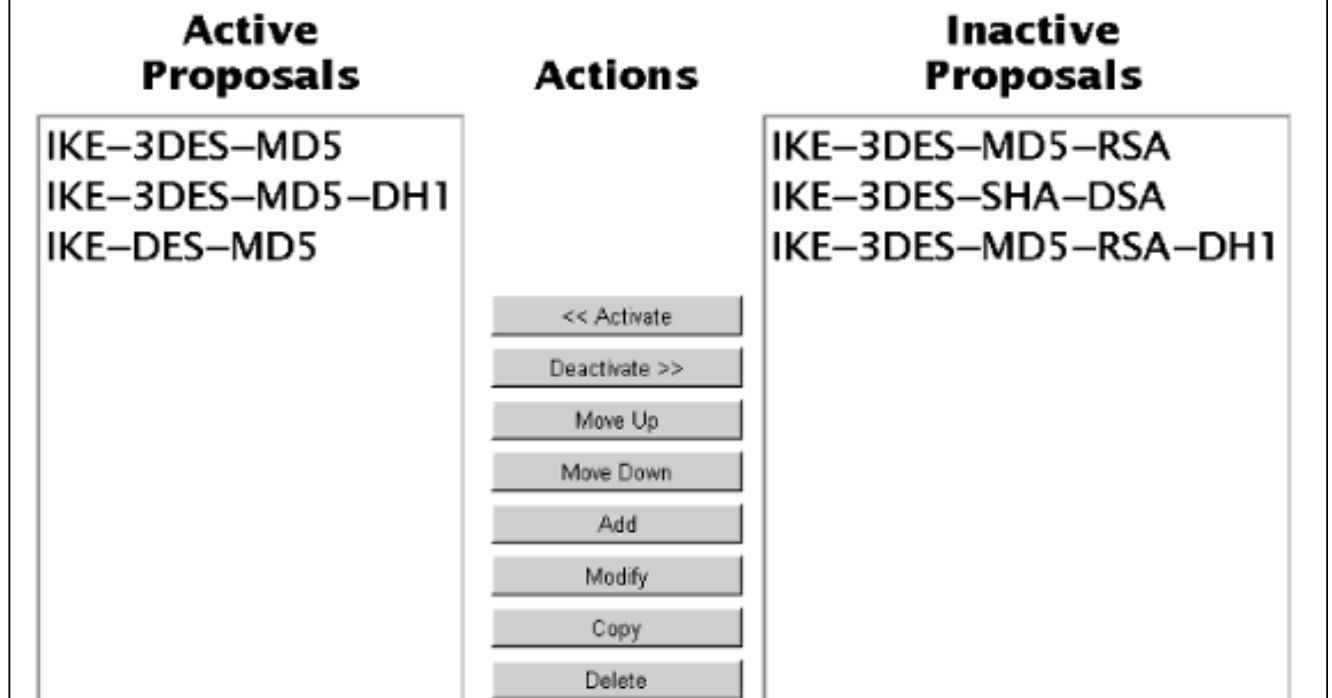 Active
Proposals
Actions
Inactive
Proposals
IKE–3DES–MD5
IKE–3DES–MD5–DH1
IKE–DES–MD5
<< Activate
Deactivate >>
Move Up
Move Down
Add
Modify
Copy
Delete
IKE–3DES–MD5–RSA
IKE–3DES–SHA–DSA
IKE–3DES–MD5–RSA–DH1